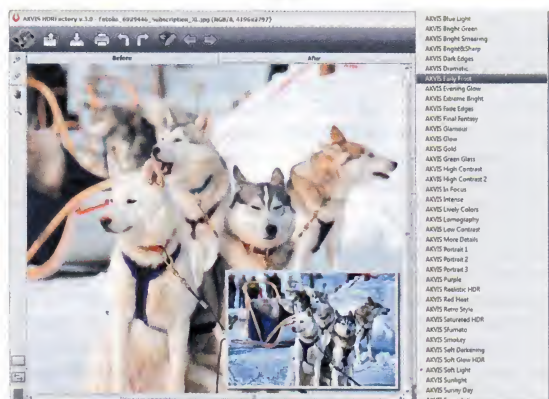 AKVIS HDRFactory v.3.0 - fotolia_6929446_subscription_XL.jpg (RGB/8, 4196x2797)
Before After
AKVIS Blue Light
AKVIS Bright Green
AKVIS Bright Smearing
AKVIS Bright&Sharp
AKVIS Dark Edges
AKVIS Dramatic
AKVIS Early Frost
AKVIS Evening Glow
AKVIS Extreme Bright
AKVIS Fade Edges
AKVIS Final Fantasy
AKVIS Glamour
AKVIS Glow
AKVIS Gold
AKVIS Green Glass
AKVIS High Contrast
AKVIS High Contrast 2
AKVIS In Focus
AKVIS Intense
AKVIS Lively Colors
AKVIS Lomography
AKVIS Low Contrast
AKVIS More Details
AKVIS Portrait 1
AKVIS Portrait 2
AKVIS Portrait 3
AKVIS Purple
AKVIS Realistic HDR
AKVIS Red Heat
AKVIS Retro Style
AKVIS Saturated HDR
AKVIS Sfumato
AKVIS Smokey
AKVIS Soft Darkening
AKVIS Soft Glow HDR
• AKVIS Soft Light
AKVIS Sunlight
AKVIS Sunny Day